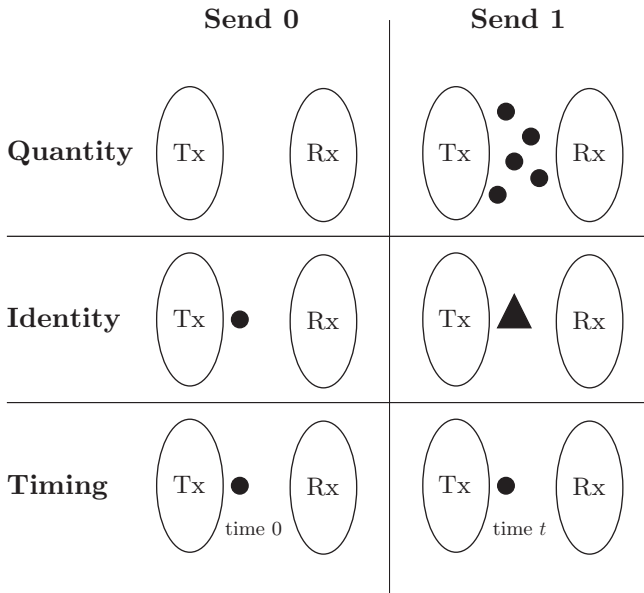 Send 0 Send 1
Quantity Tx Rx Tx Rx
Identity Tx Rx Tx Rx
Timing Tx Rx Tx Rx
time 0 time t